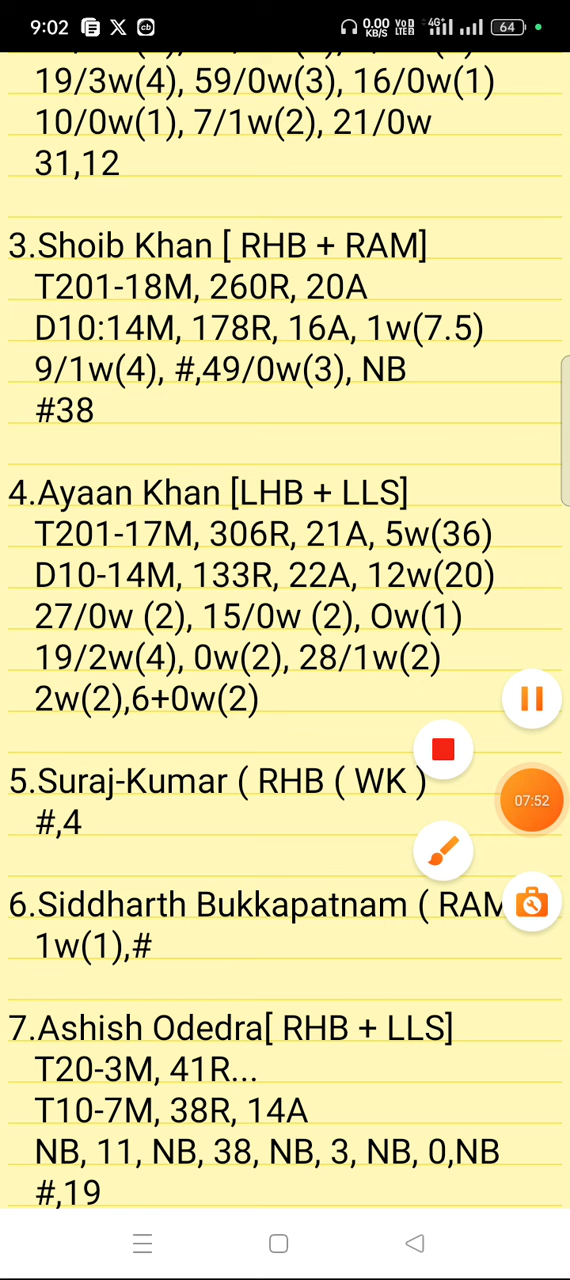 9:02 0.00 KB/S Vo LTE 4G+ 64
19/3w(4), 59/0w(3), 16/0w(1)
10/0w(1), 7/1w(2), 21/0w
31,12
3.Shoib Khan [ RHB + RAM]
T201-18M, 260R, 20A
D10:14M, 178R, 16A, 1w(7.5)
9/1w(4), #,49/0w(3), NB
#38
4.Ayaan Khan [LHB + LLS]
T201-17M, 306R, 21A, 5w(36)
D10-14M, 133R, 22A, 12w(20)
27/0w (2), 15/0w (2), Ow(1)
19/2w(4), 0w(2), 28/1w(2)
2w(2),6+0w(2)
5.Suraj-Kumar ( RHB ( WK )
07:52
#,4
6.Siddharth Bukkapatnam ( RAM
1w(1),#
7.Ashish Odedra[ RHB + LLS]
T20-3M, 41R...
T10-7M, 38R, 14A
NB, 11, NB, 38, NB, 3, NB, 0,NB
#,19